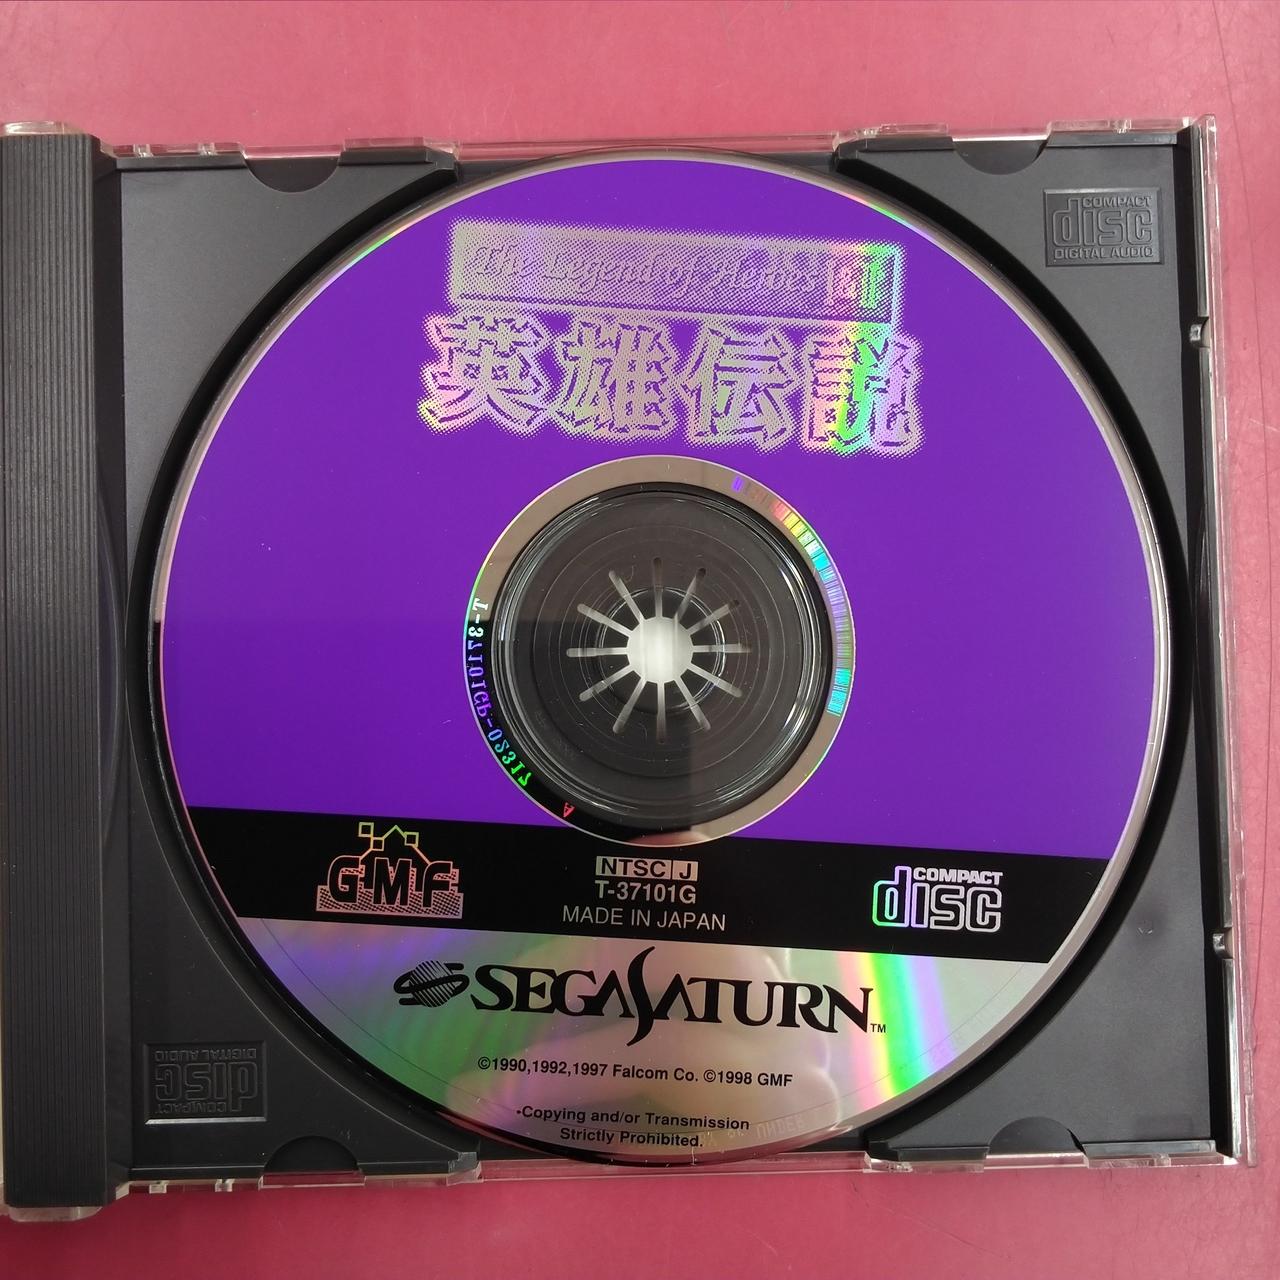 COMPACT
disc
DIGITAL AUDIO
The Legend of Heroes I·II
英雄伝説
T-37101G
A
GMF
NTSC J
T-37101G
MADE IN JAPAN
COMPACT
disc
SEGA SATURN™
©1990,1992,1997 Falcom Co. ©1998 GMF
•Copying and/or Transmission
Strictly Prohibited.
COMPACT
disc
DIGITAL AUDIO